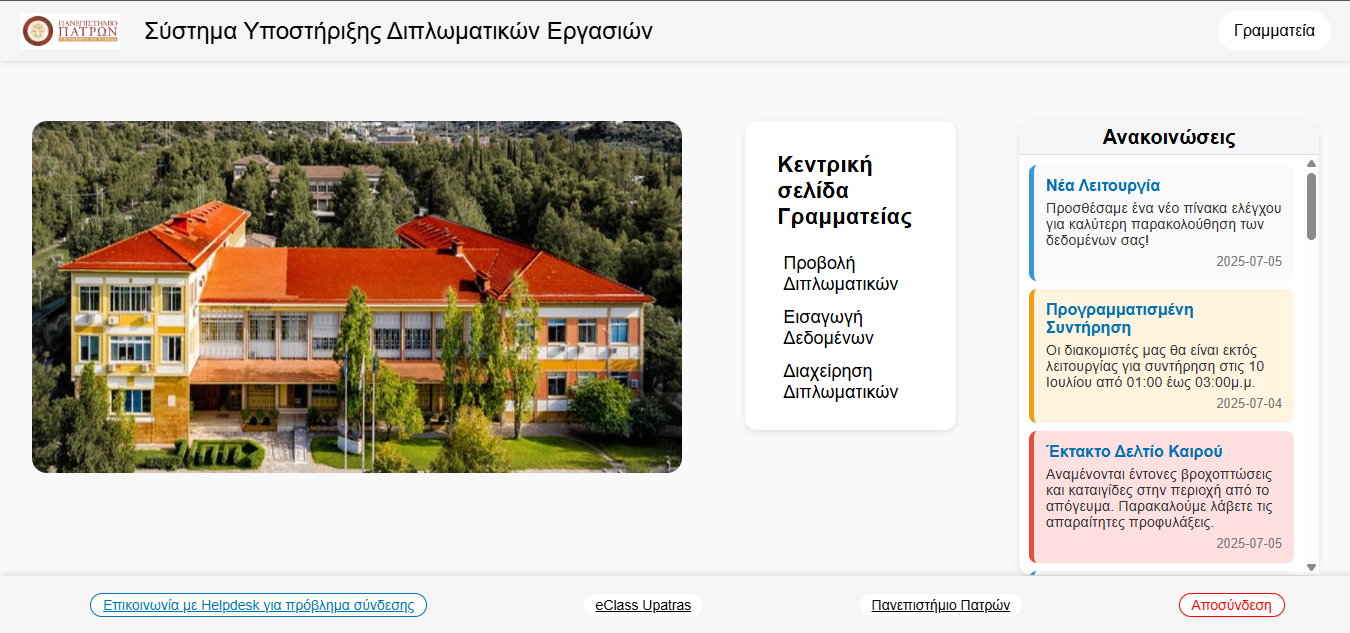 ΠΑΝΕΠΙΣΤΗΜΙΟ
ΠΑΤΡΩΝ
UNIVERSITY OF PATRAS
Σύστημα Υποστήριξης Διπλωματικών Εργασιών
Γραμματεία
Κεντρική
σελίδα
Γραμματείας
Προβολή
Διπλωματικών
Εισαγωγή
Δεδομένων
Διαχείρηση
Διπλωματικών
Ανακοινώσεις
Νέα Λειτουργία
Προσθέσαμε ένα νέο πίνακα ελέγχου
για καλύτερη παρακολούθηση των
δεδομένων σας!
2025-07-05
Προγραμματισμένη
Συντήρηση
Οι διακομιστές μας θα είναι εκτός
λειτουργίας για συντήρηση στις 10
Ιουλίου από 01:00 έως 03:00μ.μ.
2025-07-04
Έκτακτο Δελτίο Καιρού
Αναμένονται έντονες βροχοπτώσεις
και καταιγίδες στην περιοχή από το
απόγευμα. Παρακαλούμε λάβετε τις
απαραίτητες προφυλάξεις.
2025-07-05
Επικοινωνία με Helpdesk για πρόβλημα σύνδεσης
eClass Upatras
Πανεπιστήμιο Πατρών
Αποσύνδεση